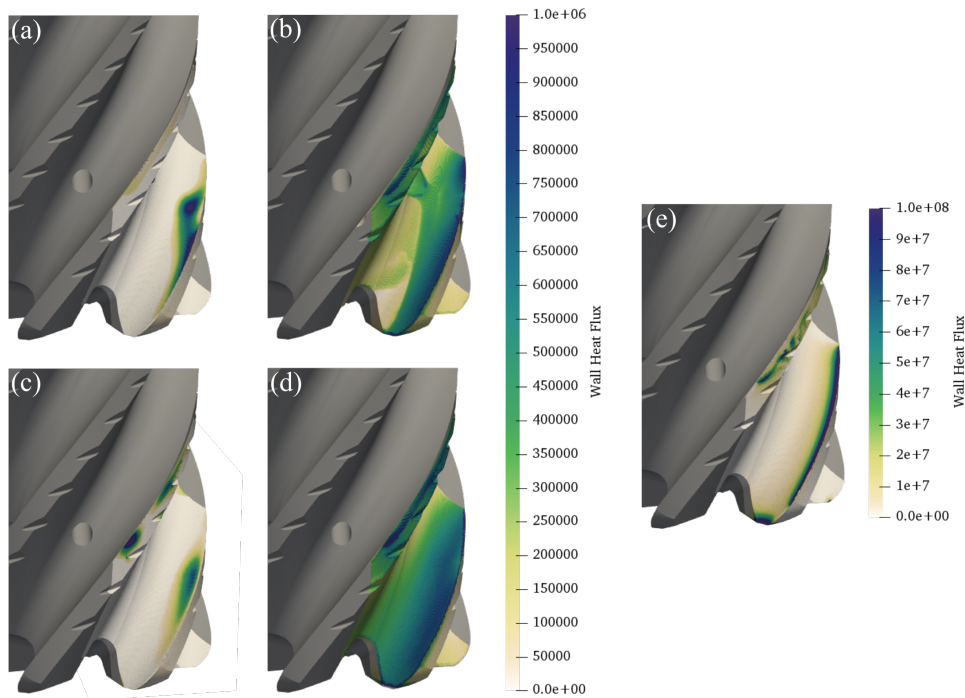 (a)
(b)
(c)
(d)
(e)
1.0e+06
950000
900000
850000
800000
750000
700000
650000
600000
550000
500000
450000
400000
350000
300000
250000
200000
150000
100000
50000
0.0e+00
Wall Heat Flux
1.0e+08
9e+7
8e+7
7e+7
6e+7
5e+7
4e+7
3e+7
2e+7
1e+7
0.0e+00
Wall Heat Flux